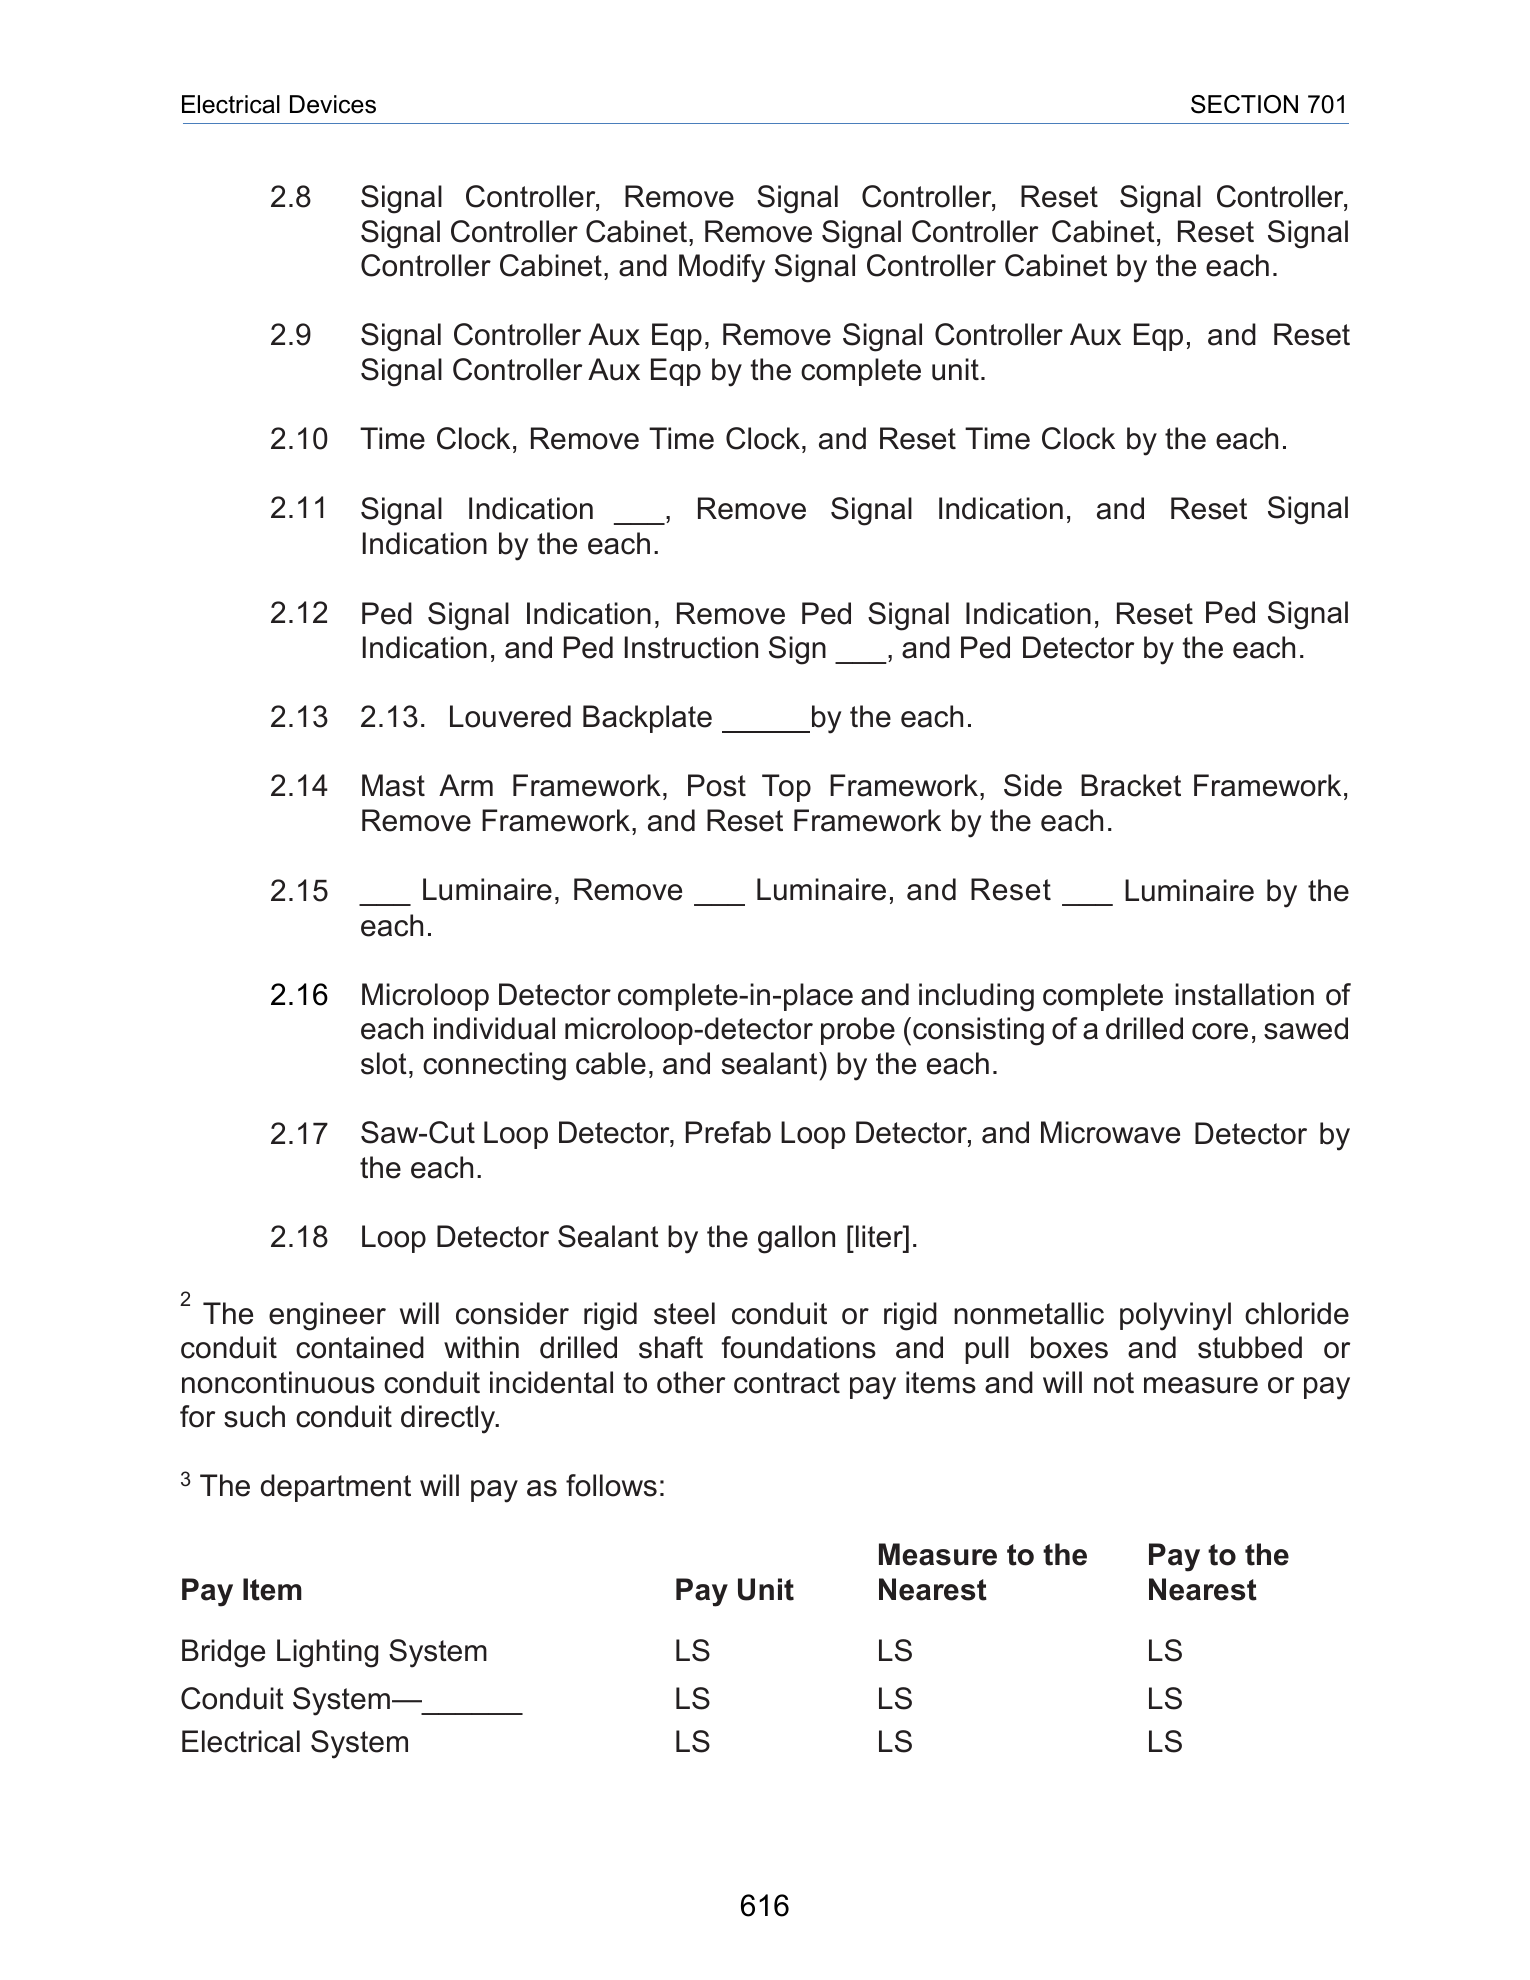 Electrical Devices SECTION 701
2.8 Signal Controller, Remove Signal Controller, Reset Signal Controller,
Signal Controller Cabinet, Remove Signal Controller Cabinet, Reset Signal
Controller Cabinet, and Modify Signal Controller Cabinet by the each.
2.9 Signal Controller Aux Eqp, Remove Signal Controller Aux Eqp, and Reset
Signal Controller Aux Eqp by the complete unit.
2.10 Time Clock, Remove Time Clock, and Reset Time Clock by the each.
2.11 Signal Indication ___, Remove Signal Indication, and Reset Signal
Indication by the each.
2.12 Ped Signal Indication, Remove Ped Signal Indication, Reset Ped Signal
Indication, and Ped Instruction Sign ___, and Ped Detector by the each.
2.13 2.13. Louvered Backplate _____by the each.
2.14 Mast Arm Framework, Post Top Framework, Side Bracket Framework,
Remove Framework, and Reset Framework by the each.
2.15 ___ Luminaire, Remove ___ Luminaire, and Reset ___ Luminaire by the
each.
2.16 Microloop Detector complete-in-place and including complete installation of
each individual microloop-detector probe (consisting of a drilled core, sawed
slot, connecting cable, and sealant) by the each.
2.17 Saw-Cut Loop Detector, Prefab Loop Detector, and Microwave Detector by
the each.
2.18 Loop Detector Sealant by the gallon [liter].
2 The engineer will consider rigid steel conduit or rigid nonmetallic polyvinyl chloride
conduit contained within drilled shaft foundations and pull boxes and stubbed or
noncontinuous conduit incidental to other contract pay items and will not measure or pay
for such conduit directly.
3 The department will pay as follows:
Measure to the Pay to the
Pay Item Pay Unit Nearest Nearest
Bridge Lighting System LS LS LS
Conduit System—______ LS LS LS
Electrical System LS LS LS
616